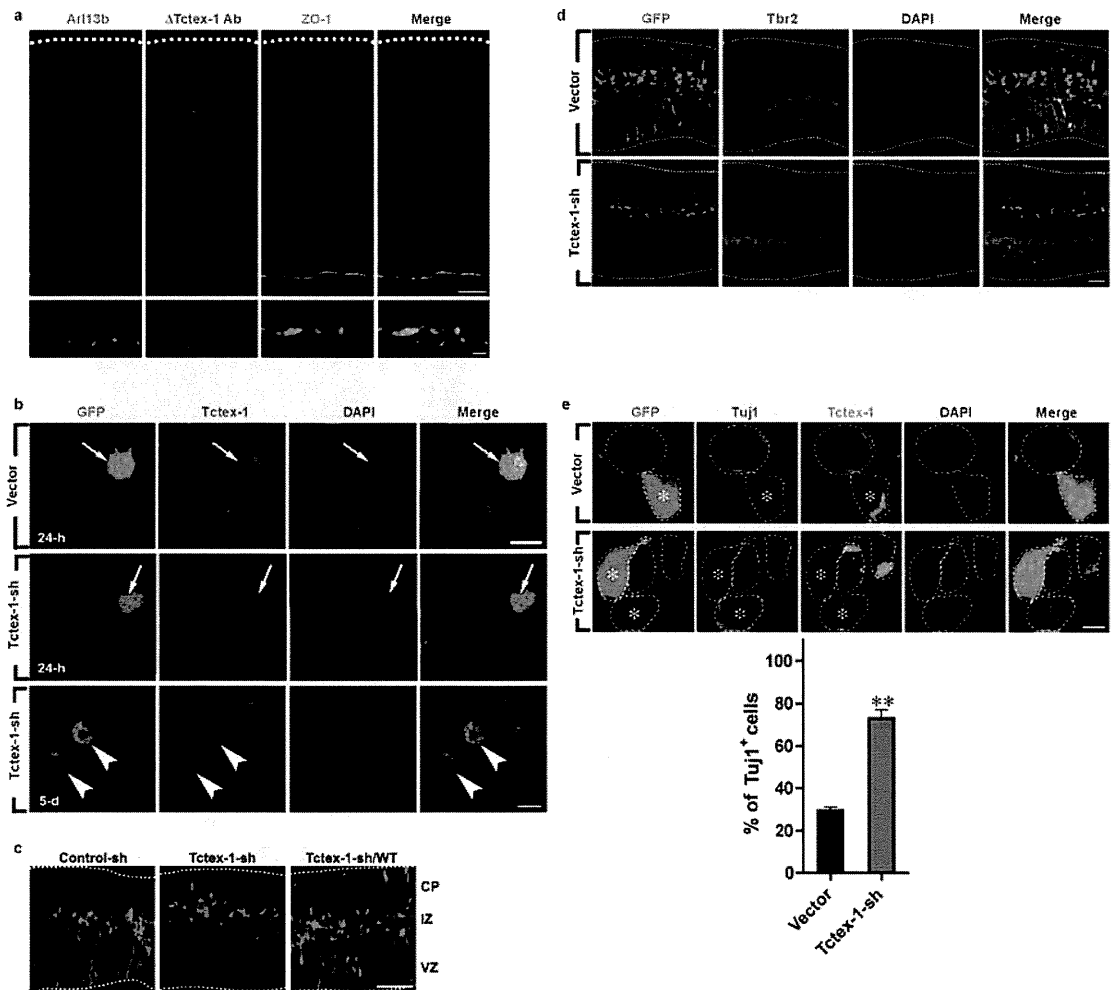 a
Arl13b ΔTctex-1 Ab ZO-1 Merge
b
GFP Tctex-1 DAPI Merge
Vector
24-h
Tctex-1-sh
24-h
Tctex-1-sh
5-d
c
Control-sh Tctex-1-sh Tctex-1-sh/WT
CP
IZ
VZ
d
GFP Tbr2 DAPI Merge
Vector
Tctex-1-sh
e
GFP Tuj1 Tctex-1 DAPI Merge
Vector
*
*
*
Tctex-1-sh
* * *
* * *
% of Tuj1+ cells
100
80
60
40
20
0
**
Vector
Tctex-1-sh